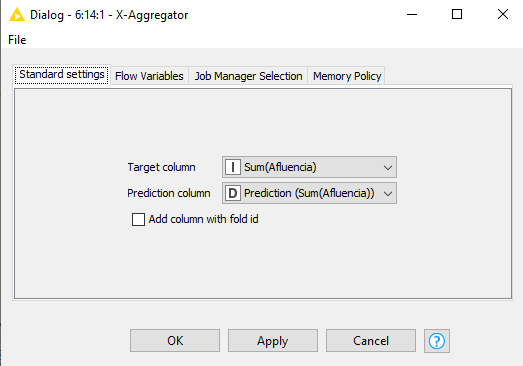 Dialog - 6:14:1 - X-Aggregator
File
Standard settings Flow Variables Job Manager Selection Memory Policy
Target column I Sum(Afluencia)
Prediction column D Prediction (Sum(Afluencia))
Add column with fold id
OK Apply Cancel ?